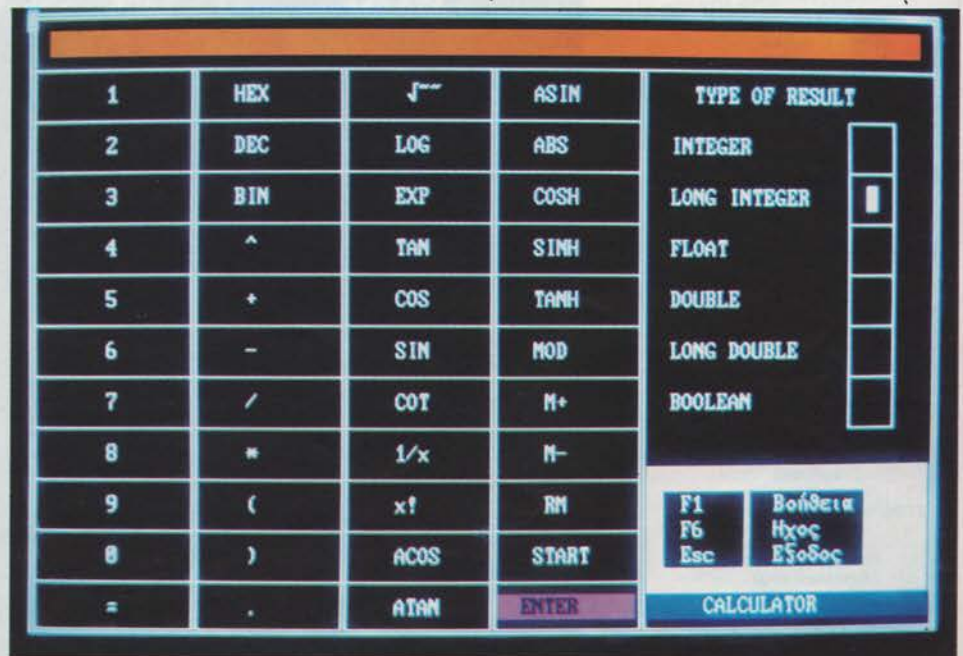 1 HEX √~~ ASIN TYPE OF RESULT
2 DEC LOG ABS INTEGER
3 BIN EXP COSH LONG INTEGER
4 ^ TAN SINH FLOAT
5 + COS TANH DOUBLE
6 - SIN MOD LONG DOUBLE
7 / COT M+ BOOLEAN
8 * 1/x M-
9 ( x! RM F1 Βοήθεια
F6 Ηχος
0 ) ACOS START Esc Εξοδος
= . ATAN ENTER CALCULATOR